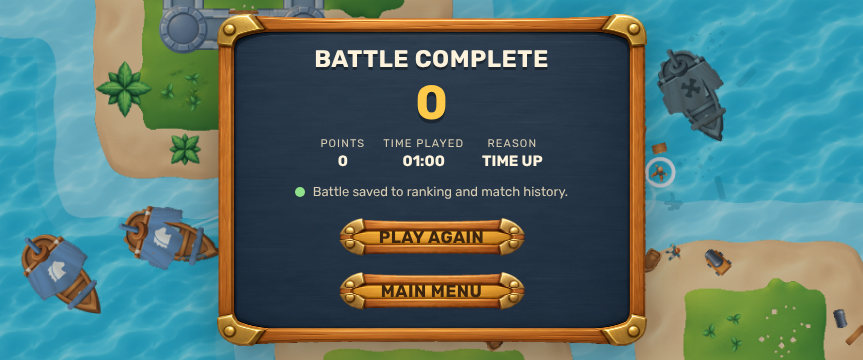 BATTLE COMPLETE
0
POINTS TIME PLAYED REASON
0 01:00 TIME UP
Battle saved to ranking and match history.
PLAY AGAIN
MAIN MENU